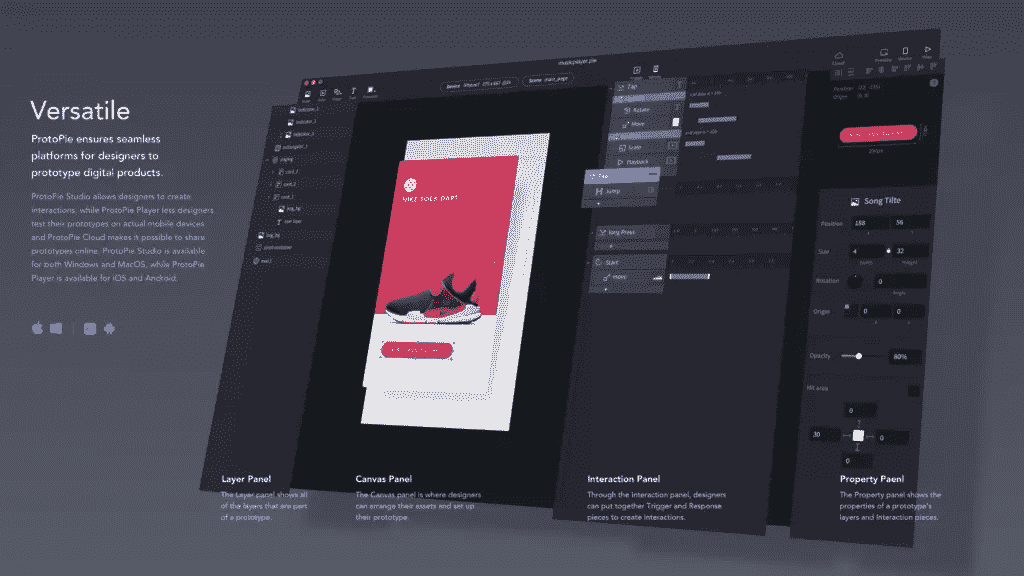 Versatile
ProtoPie ensures seamless
platforms for designers to
prototype digital products.
ProtoPie Studio allows designers to create
interactions, while ProtoPie Player less designers
test their prototypes on actual mobile devices
and ProtoPie Cloud makes it possible to share
prototypes online. ProtoPie Studio is available
for both Windows and MacOS, while ProtoPie
Player is available for iOS and Android.
musicplayer.pie
Scene main_page
Tap
Rotate
Move
Scale
Playback
Tap
Jump
Long Press
Start
Move
NIKE SOCK DART
Song Tilte
Position
188
56
Size
4
32
Rotation
0
Origin
0
0
Opacity
80%
Hit area
0
30
0
0
Layer Panel
The Layer panel shows all
of the layers that are part
of a prototype.
Canvas Panel
The Canvas panel is where designers
can arrange their assets and set up
their prototype.
Interaction Panel
Through the interaction panel, designers
can put together Trigger and Response
pieces to create interactions.
Property Paenl
The Property panel shows the
properties of a prototype's
layers and interaction pieces.